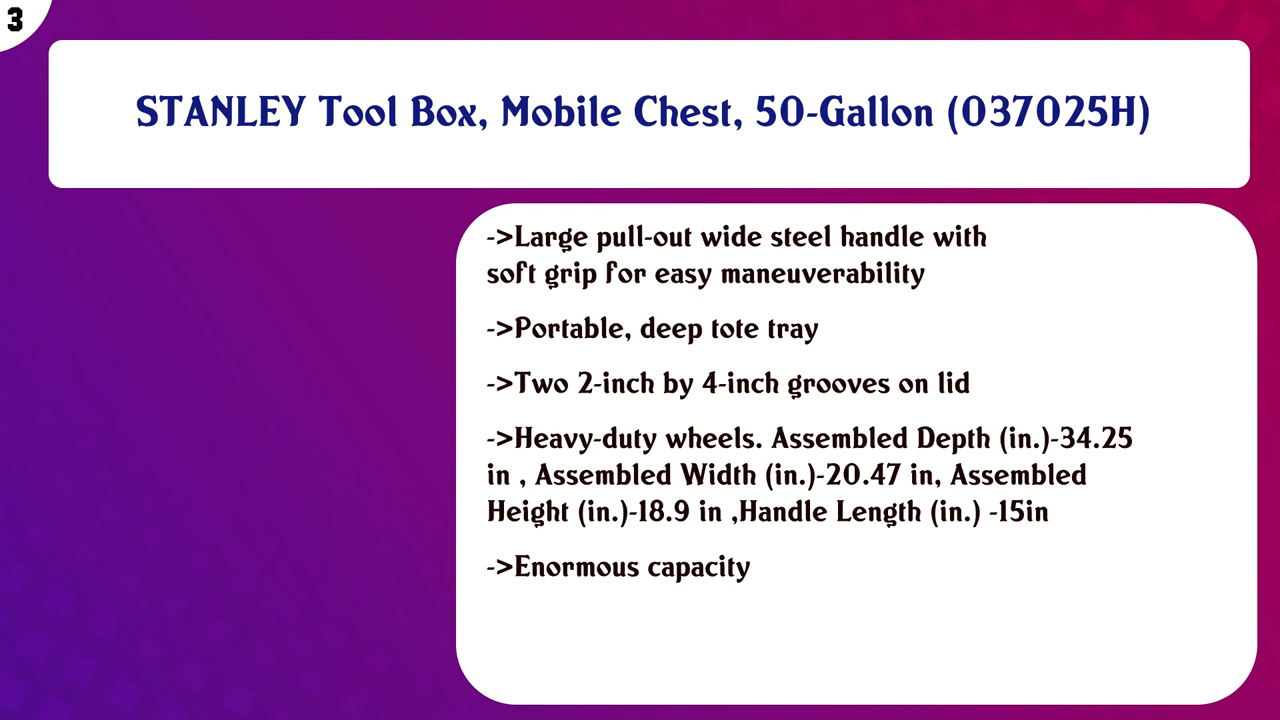 3
STANLEY Tool Box, Mobile Chest, 50-Gallon (037025H)
->Large pull-out wide steel handle with
soft grip for easy maneuverability
->Portable, deep tote tray
->Two 2-inch by 4-inch grooves on lid
->Heavy-duty wheels. Assembled Depth (in.)-34.25
in , Assembled Width (in.)-20.47 in, Assembled
Height (in.)-18.9 in ,Handle Length (in.) -15in
->Enormous capacity